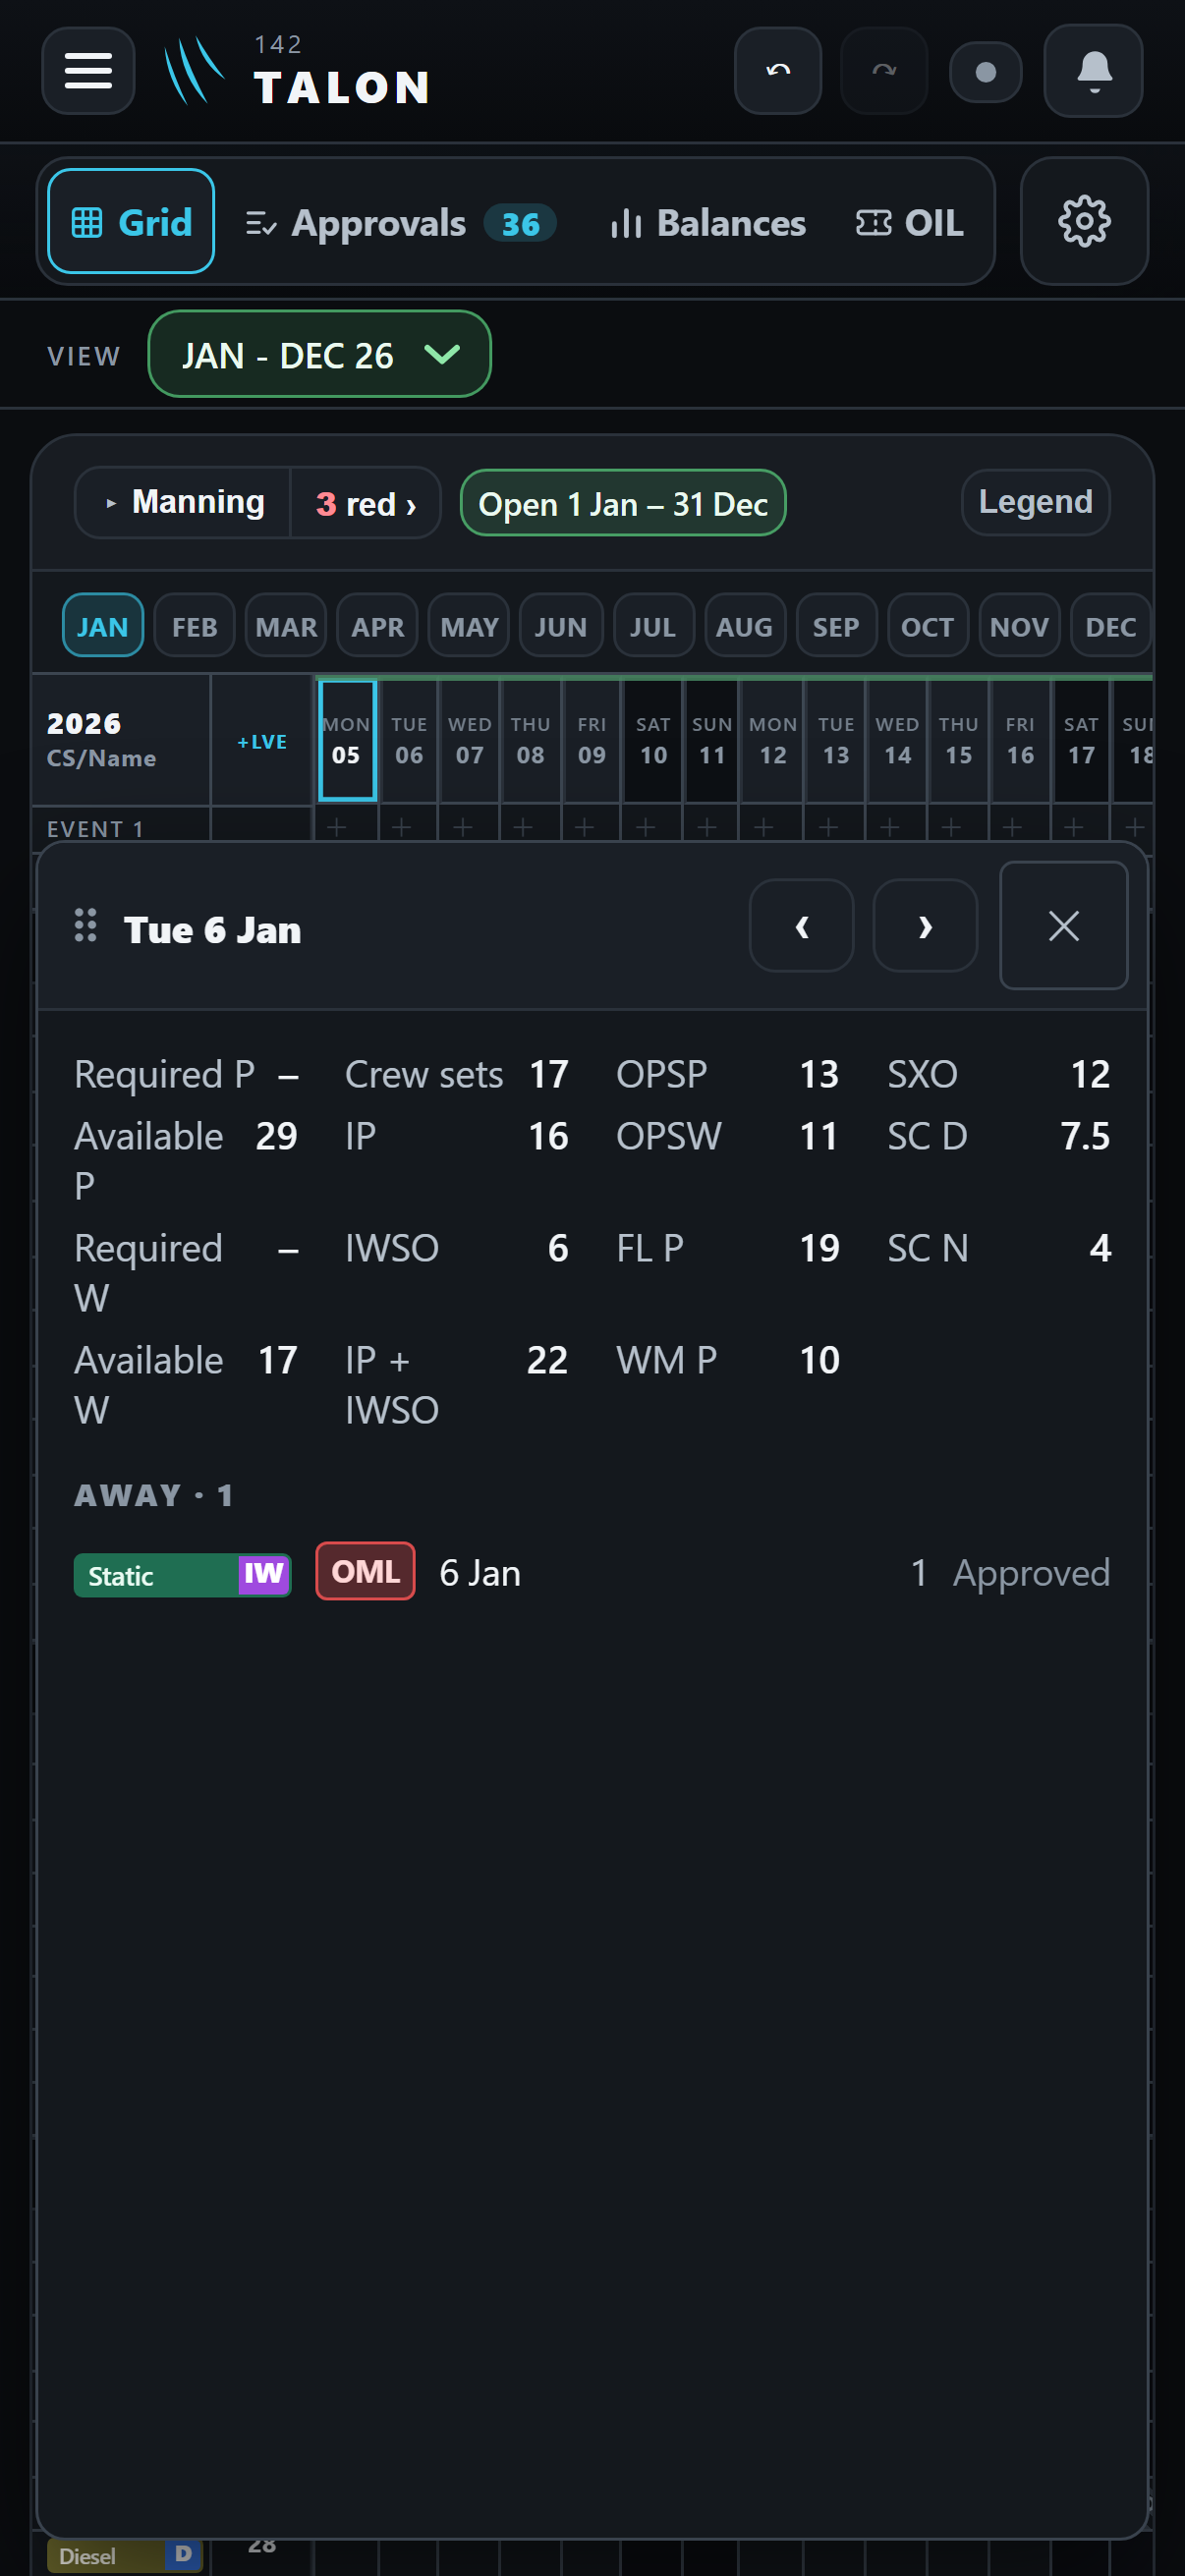 142
TALON
Grid
Approvals 36
Balances
OIL
VIEW
JAN - DEC 26
▸ Manning
3 red ›
Open 1 Jan – 31 Dec
Legend
JAN FEB MAR APR MAY JUN JUL AUG SEP OCT NOV DEC
2026
CS/Name
+LVE
MON TUE WED THU FRI SAT SUN MON TUE WED THU FRI SAT SUN
05 06 07 08 09 10 11 12 13 14 15 16 17 18
EVENT 1 + + + + + + + + + + + + + +
Tue 6 Jan
‹ ›
Required P – Crew sets 17 OPSP 13 SXO 12
Available P 29 IP 16 OPSW 11 SC D 7.5
Required W – IWSO 6 FL P 19 SC N 4
Available W 17 IP + IWSO 22 WM P 10
AWAY · 1
Static IW OML 6 Jan 1 Approved
Diesel D 28